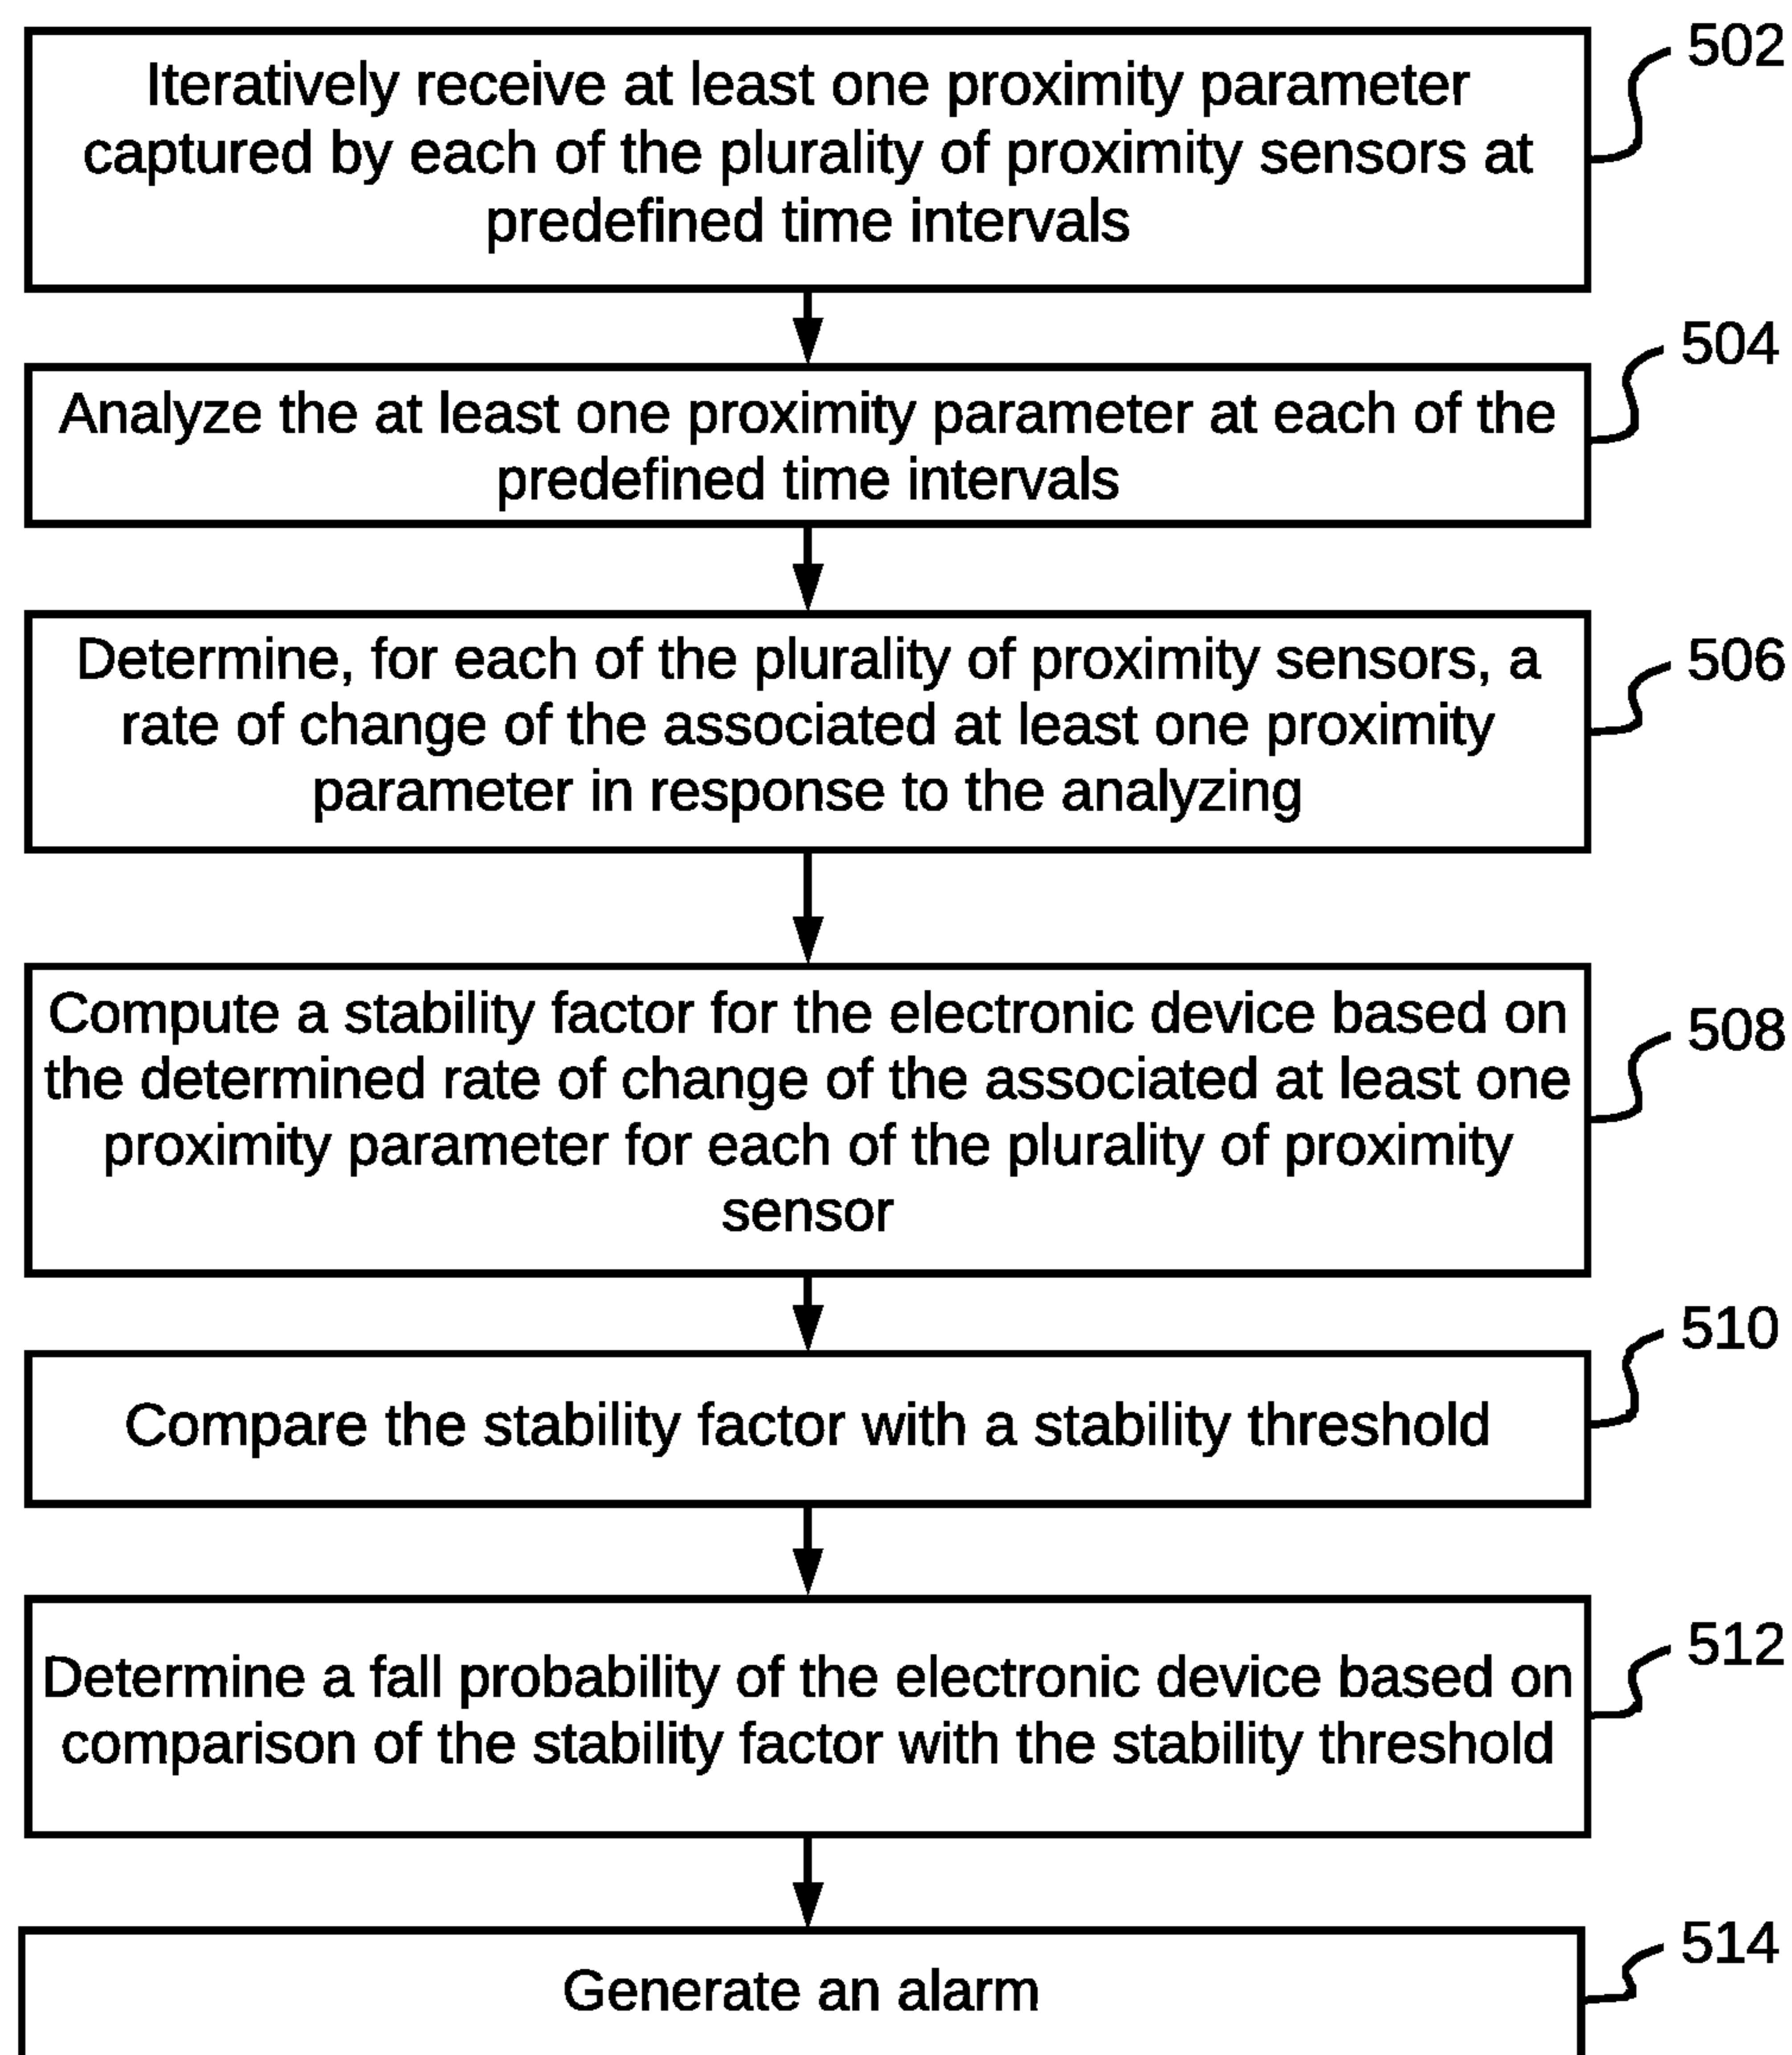 502
Iteratively receive at least one proximity parameter
captured by each of the plurality of proximity sensors at
predefined time intervals
504
Analyze the at least one proximity parameter at each of the
predefined time intervals
506
Determine, for each of the plurality of proximity sensors, a
rate of change of the associated at least one proximity
parameter in response to the analyzing
508
Compute a stability factor for the electronic device based on
the determined rate of change of the associated at least one
proximity parameter for each of the plurality of proximity
sensor
510
Compare the stability factor with a stability threshold
512
Determine a fall probability of the electronic device based on
comparison of the stability factor with the stability threshold
514
Generate an alarm